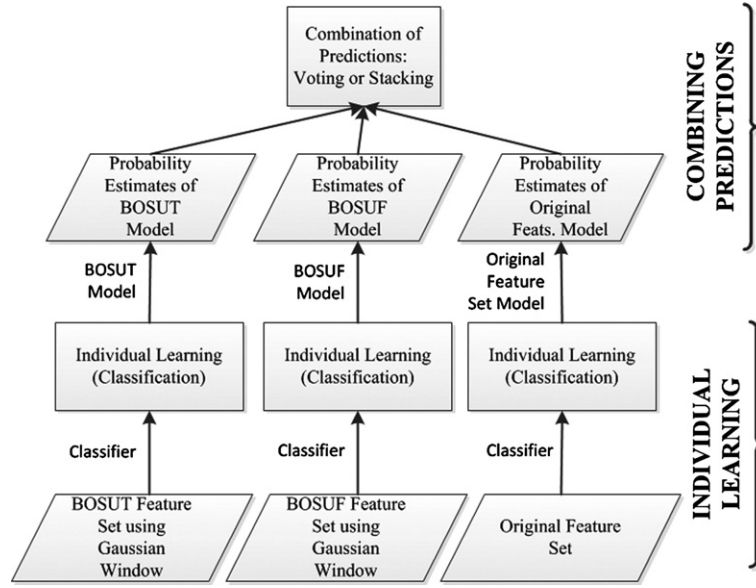 Combination of
Predictions:
Voting or Stacking
COMBINING
PREDICTIONS
Probability
Estimates of
BOSUT
Model
Probability
Estimates of
BOSUF
Model
Probability
Estimates of
Original
Feats. Model
BOSUT
Model
BOSUF
Model
Original
Feature
Set Model
Individual Learning
(Classification)
Individual Learning
(Classification)
Individual Learning
(Classification)
INDIVIDUAL
LEARNING
Classifier
Classifier
Classifier
BOSUT Feature
Set using
Gaussian
Window
BOSUF Feature
Set using
Gaussian
Window
Original Feature
Set